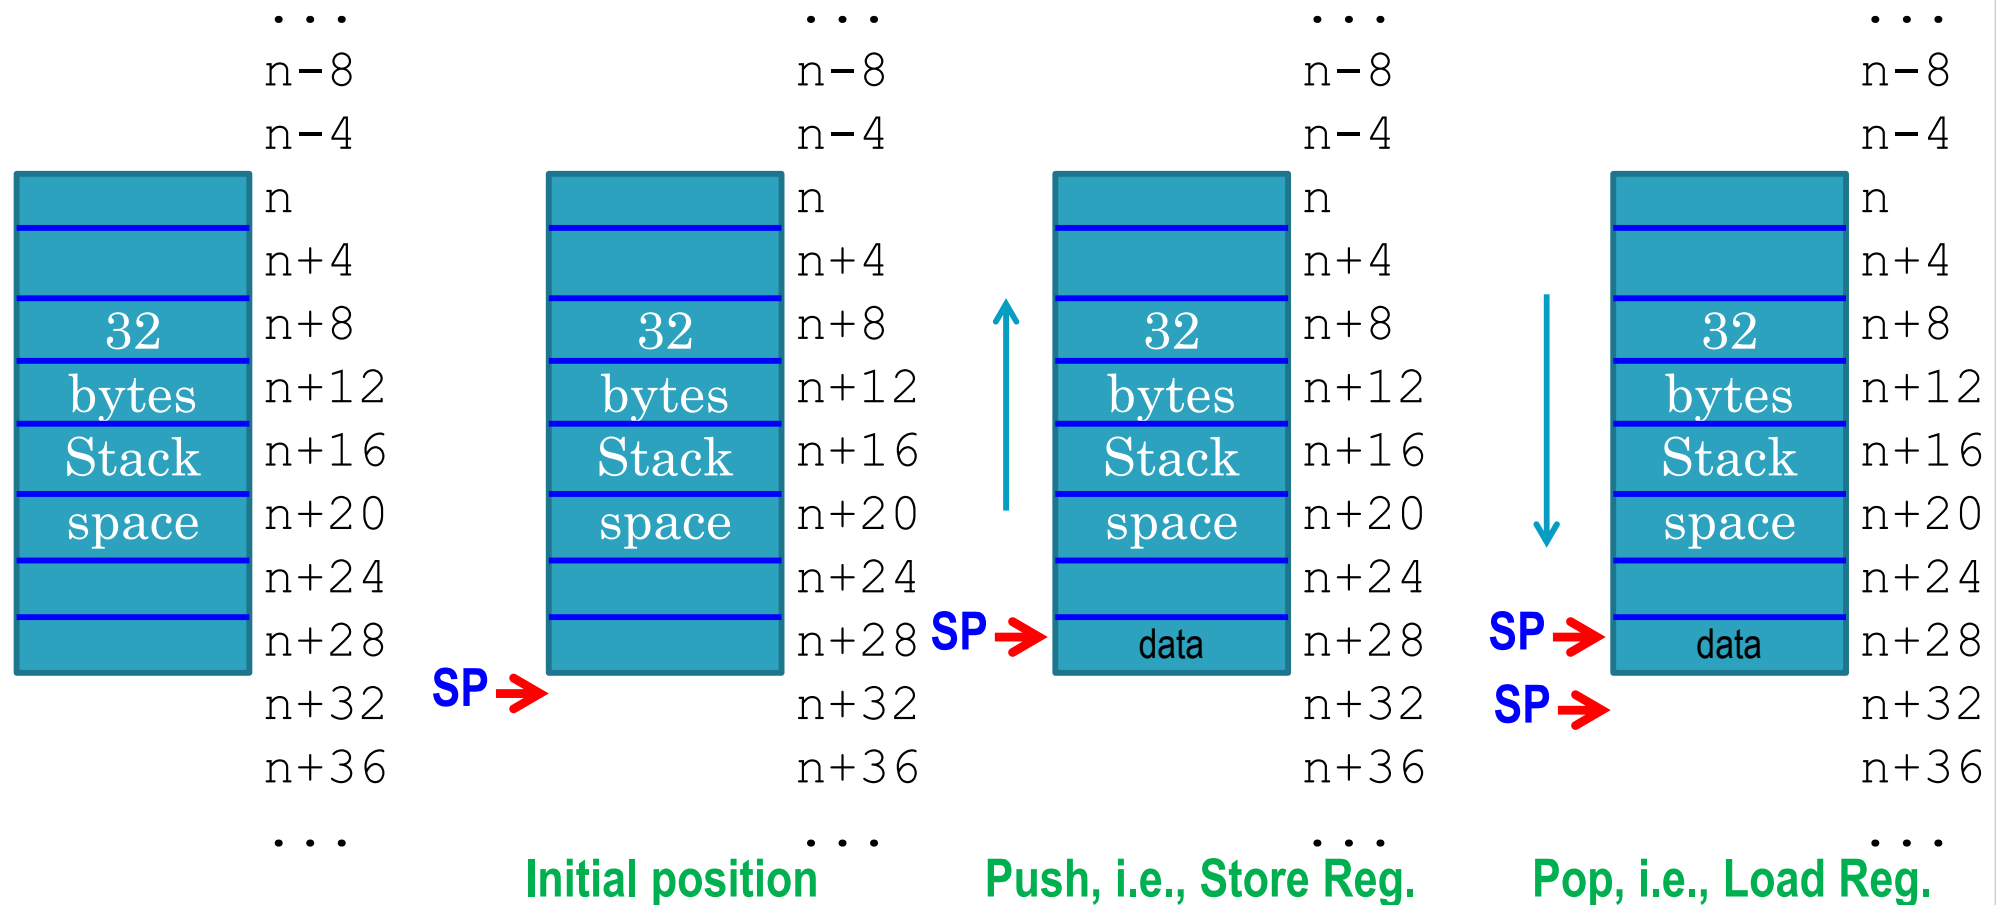 ...
n-8
n-4
n
n+4
n+8
n+12
n+16
n+20
n+24
n+28
n+32
n+36
...
32
bytes
Stack
space
...
n-8
n-4
n
n+4
n+8
n+12
n+16
n+20
n+24
n+28
n+32
n+36
...
32
bytes
Stack
space
SP
Initial position
...
n-8
n-4
n
n+4
n+8
n+12
n+16
n+20
n+24
n+28
n+32
n+36
...
32
bytes
Stack
space
data
SP
Push, i.e., Store Reg.
...
n-8
n-4
n
n+4
n+8
n+12
n+16
n+20
n+24
n+28
n+32
n+36
...
32
bytes
Stack
space
data
SP
SP
Pop, i.e., Load Reg.